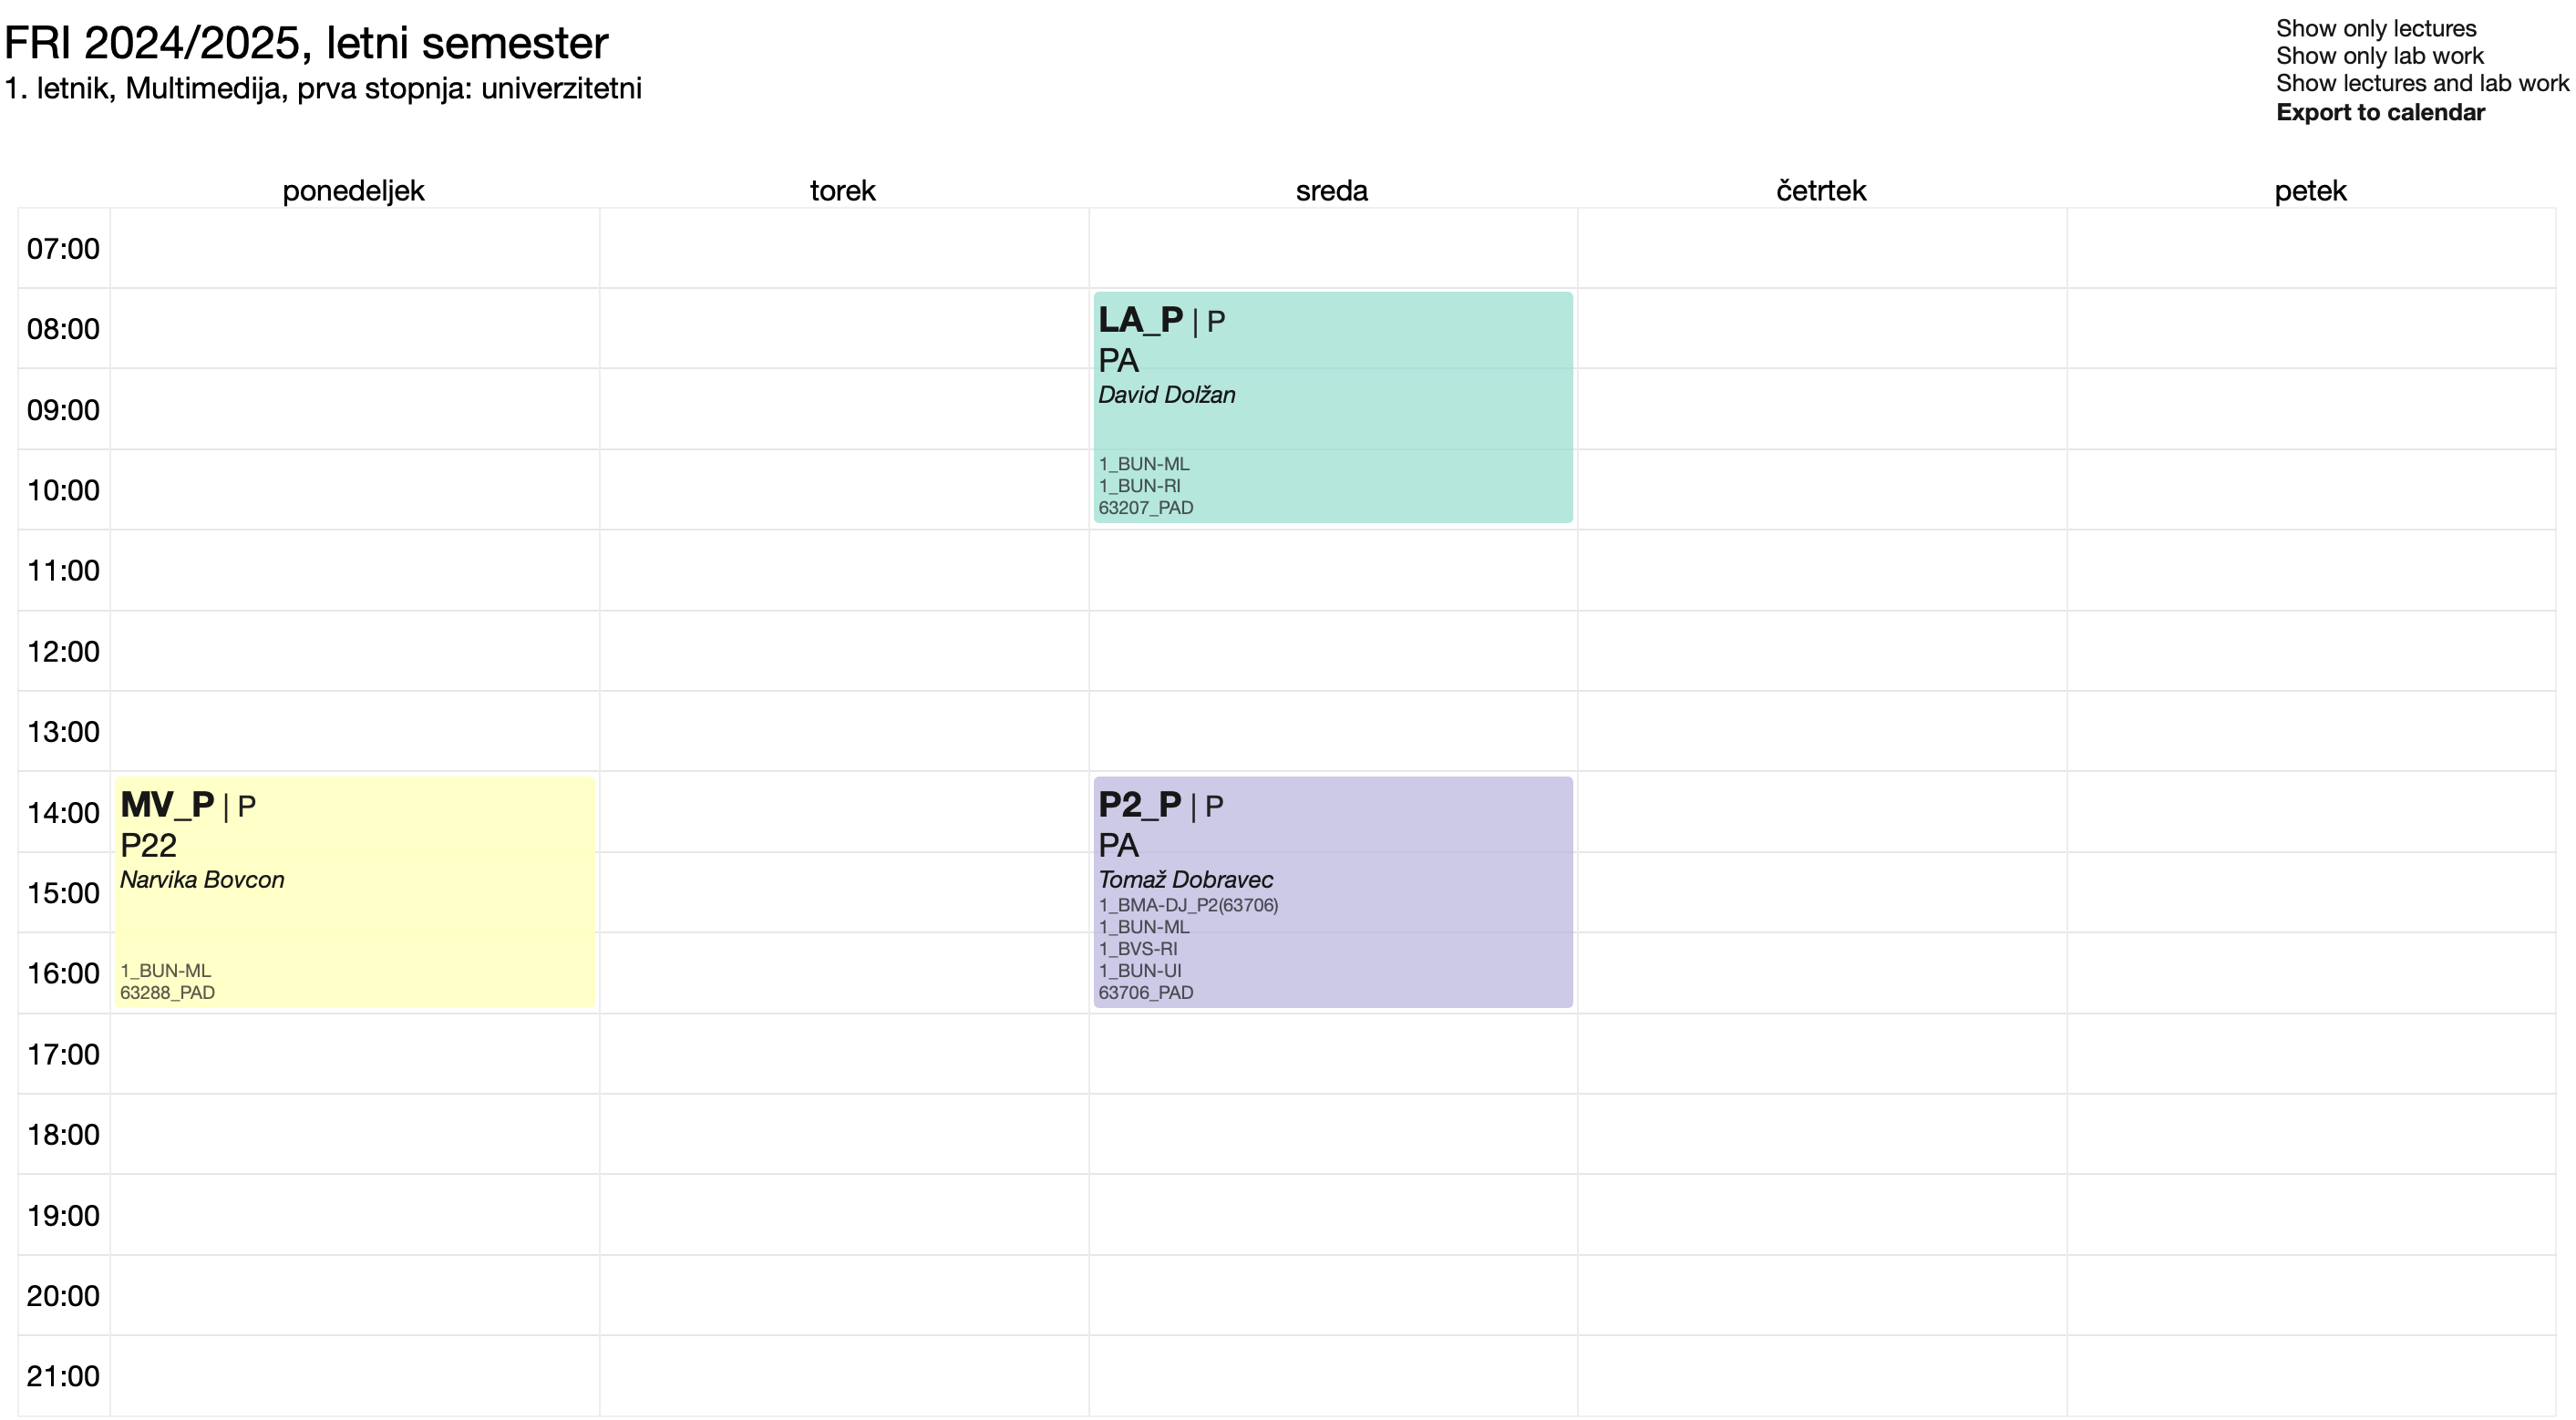 FRI 2024/2025, letni semester
1. letnik, Multimedija, prva stopnja: univerzitetni
Show only lectures
Show only lab work
Show lectures and lab work
Export to calendar
ponedeljek torek sreda četrtek petek
07:00
08:00
09:00
10:00
11:00
12:00
13:00
14:00
15:00
16:00
17:00
18:00
19:00
20:00
21:00
MV_P | P
P22
Narvika Bovcon
1_BUN-ML
63288_PAD
LA_P | P
PA
David Dolžan
1_BUN-ML
1_BUN-RI
63207_PAD
P2_P | P
PA
Tomaž Dobravec
1_BMA-DJ_P2(63706)
1_BUN-ML
1_BVS-RI
1_BUN-UI
63706_PAD